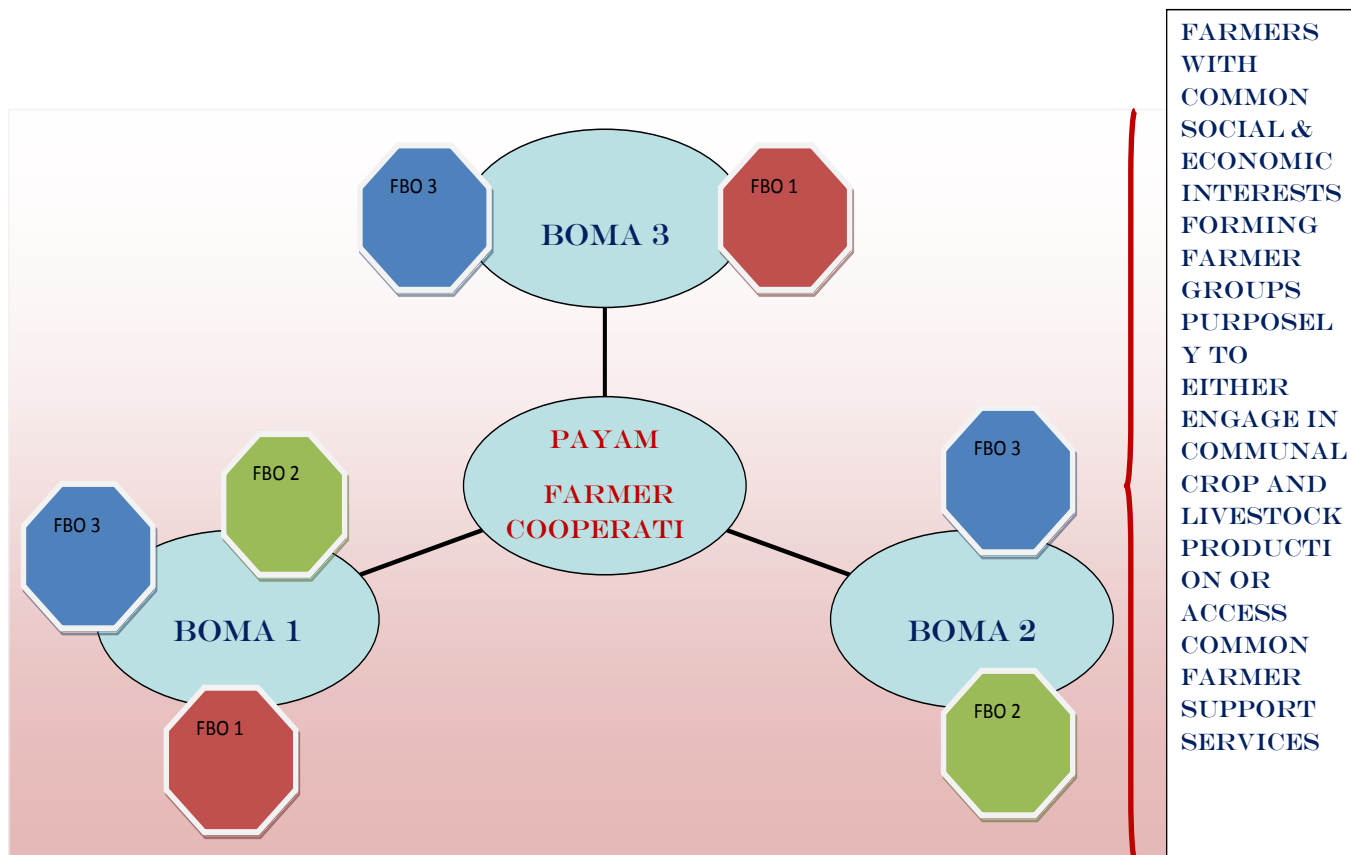 FBO 3
FBO 1
BOMA 3
PAYAM
FARMER
COOPERATI
FBO 2
FBO 3
BOMA 1
FBO 1
FBO 3
BOMA 2
FBO 2
FARMERS
WITH
COMMON
SOCIAL &
ECONOMIC
INTERESTS
FORMING
FARMER
GROUPS
PURPOSEL
Y TO
EITHER
ENGAGE IN
COMMUNAL
CROP AND
LIVESTOCK
PRODUCTI
ON OR
ACCESS
COMMON
FARMER
SUPPORT
SERVICES